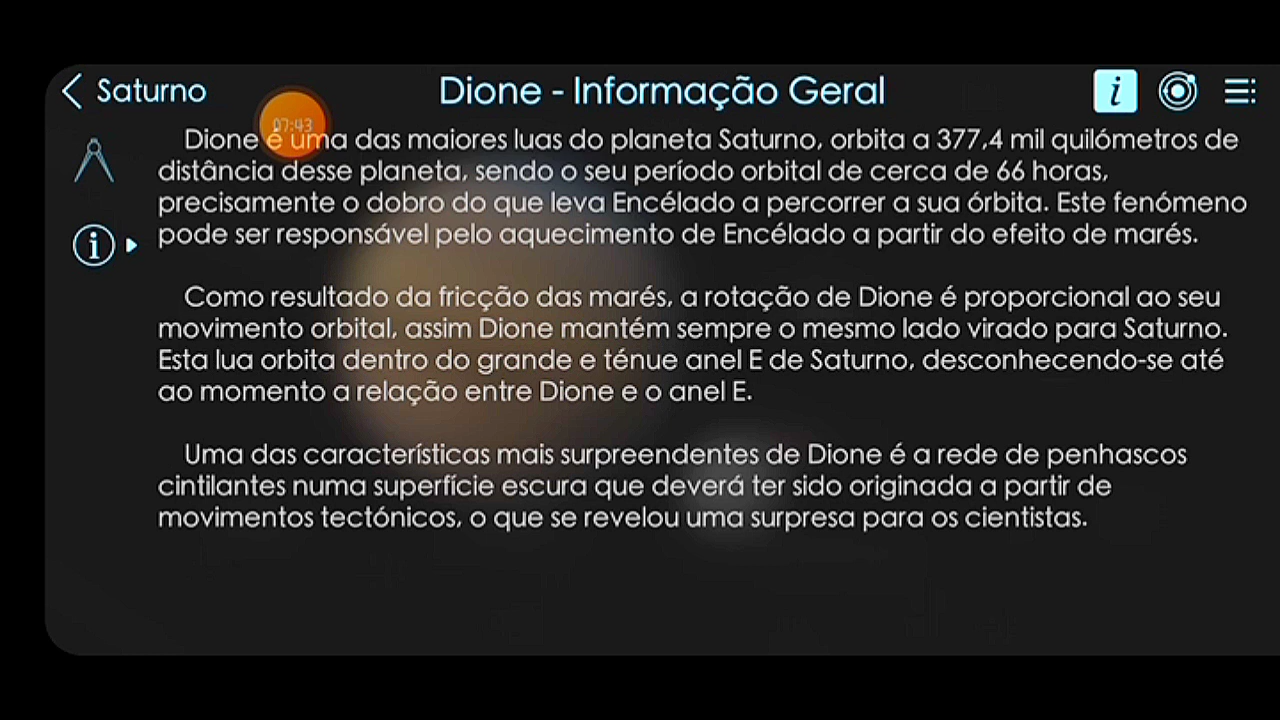 Saturno
Dione - Informação Geral
i
07:43
Dione é uma das maiores luas do planeta Saturno, orbita a 377,4 mil quilómetros de
distância desse planeta, sendo o seu período orbital de cerca de 66 horas,
precisamente o dobro do que leva Encélado a percorrer a sua órbita. Este fenómeno
i
pode ser responsável pelo aquecimento de Encélado a partir do efeito de marés.
Como resultado da fricção das marés, a rotação de Dione é proporcional ao seu
movimento orbital, assim Dione mantém sempre o mesmo lado virado para Saturno.
Esta lua orbita dentro do grande e ténue anel E de Saturno, desconhecendo-se até
ao momento a relação entre Dione e o anel E.
Uma das características mais surpreendentes de Dione é a rede de penhascos
cintilantes numa superfície escura que deverá ter sido originada a partir de
movimentos tectónicos, o que se revelou uma surpresa para os cientistas.